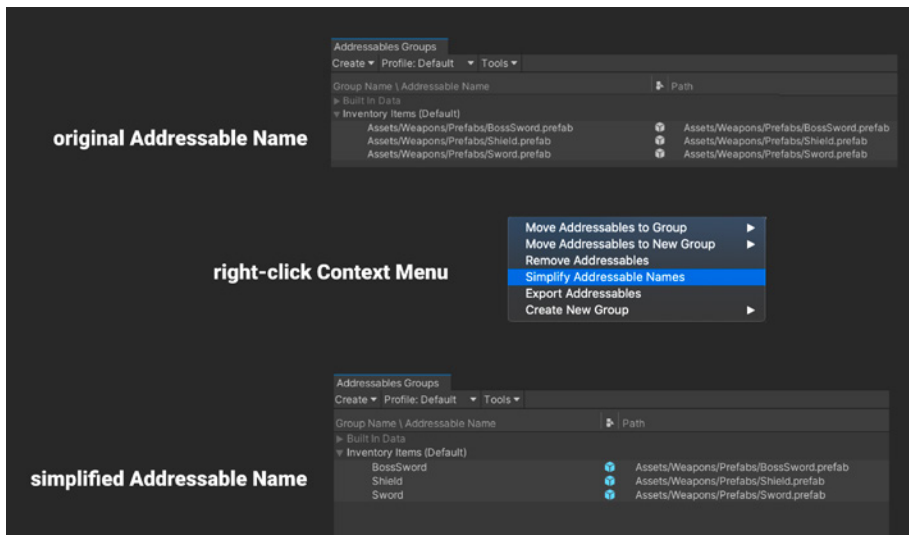 Addressables Groups
Create ▾ Profile: Default ▾ Tools ▾
Group Name \ Addressable Name Path
▶ Built In Data
▼ Inventory Items (Default)
original Addressable Name
Assets/Weapons/Prefabs/BossSword.prefab Assets/Weapons/Prefabs/BossSword.prefab
Assets/Weapons/Prefabs/Shield.prefab Assets/Weapons/Prefabs/Shield.prefab
Assets/Weapons/Prefabs/Sword.prefab Assets/Weapons/Prefabs/Sword.prefab
right-click Context Menu
Move Addressables to Group ▶
Move Addressables to New Group ▶
Remove Addressables
Simplify Addressable Names
Export Addressables
Create New Group ▶
Addressables Groups
Create ▾ Profile: Default ▾ Tools ▾
Group Name \ Addressable Name Path
▶ Built In Data
▼ Inventory Items (Default)
simplified Addressable Name
BossSword Assets/Weapons/Prefabs/BossSword.prefab
Shield Assets/Weapons/Prefabs/Shield.prefab
Sword Assets/Weapons/Prefabs/Sword.prefab